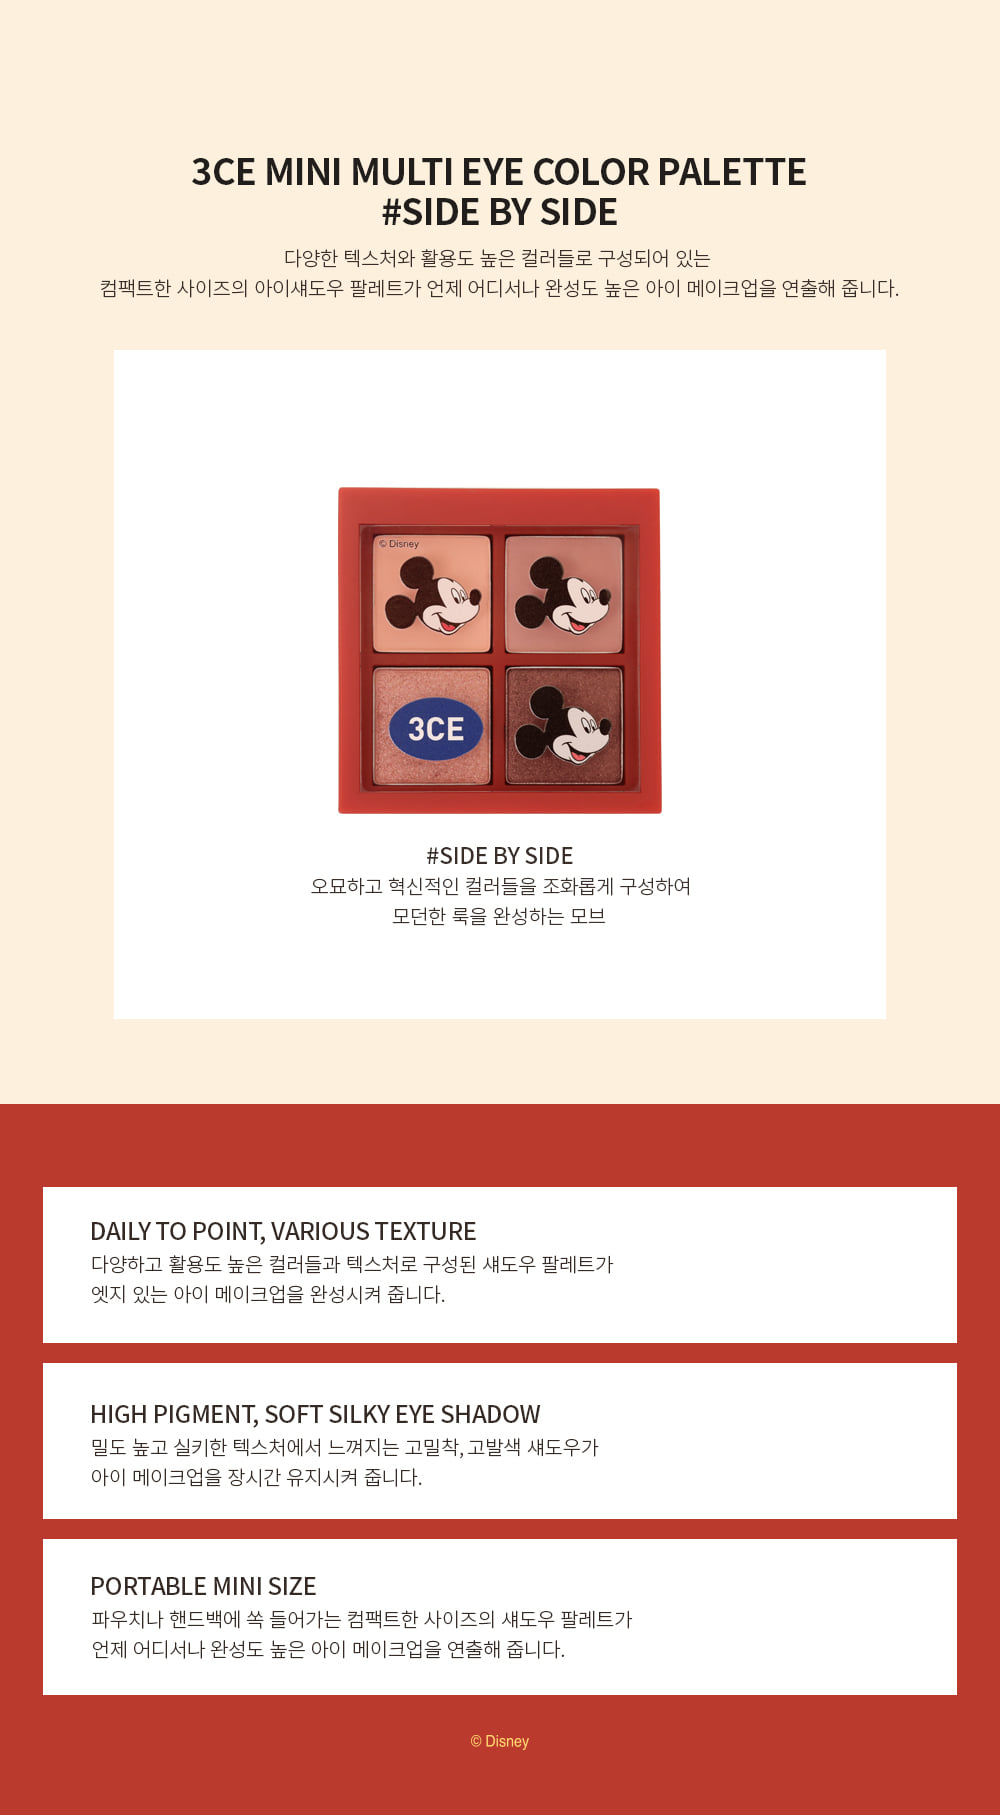 3CE MINI MULTI EYE COLOR PALETTE
#SIDE BY SIDE
다양한 텍스처와 활용도 높은 컬러들로 구성되어 있는
컴팩트한 사이즈의 아이섀도우 팔레트가 언제 어디서나 완성도 높은 아이 메이크업을 연출해 줍니다.
© Disney
3CE
#SIDE BY SIDE
오묘하고 혁신적인 컬러들을 조화롭게 구성하여
모던한 룩을 완성하는 모브
DAILY TO POINT, VARIOUS TEXTURE
다양하고 활용도 높은 컬러들과 텍스처로 구성된 섀도우 팔레트가
엣지 있는 아이 메이크업을 완성시켜 줍니다.
HIGH PIGMENT, SOFT SILKY EYE SHADOW
밀도 높고 실키한 텍스처에서 느껴지는 고밀착, 고발색 섀도우가
아이 메이크업을 장시간 유지시켜 줍니다.
PORTABLE MINI SIZE
파우치나 핸드백에 쏙 들어가는 컴팩트한 사이즈의 섀도우 팔레트가
언제 어디서나 완성도 높은 아이 메이크업을 연출해 줍니다.
© Disney